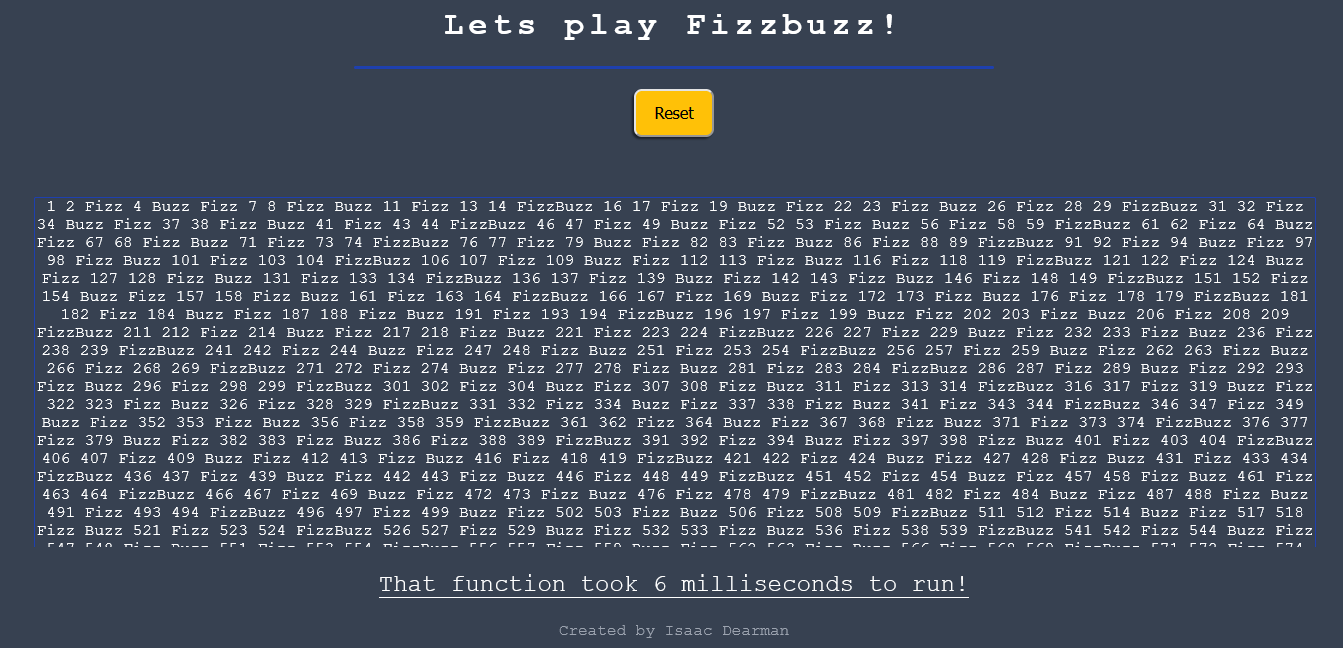 Lets play Fizzbuzz!
Reset
1 2 Fizz 4 Buzz Fizz 7 8 Fizz Buzz 11 Fizz 13 14 FizzBuzz 16 17 Fizz 19 Buzz Fizz 22 23 Fizz Buzz 26 Fizz 28 29 FizzBuzz 31 32 Fizz
34 Buzz Fizz 37 38 Fizz Buzz 41 Fizz 43 44 FizzBuzz 46 47 Fizz 49 Buzz Fizz 52 53 Fizz Buzz 56 Fizz 58 59 FizzBuzz 61 62 Fizz 64 Buzz
Fizz 67 68 Fizz Buzz 71 Fizz 73 74 FizzBuzz 76 77 Fizz 79 Buzz Fizz 82 83 Fizz Buzz 86 Fizz 88 89 FizzBuzz 91 92 Fizz 94 Buzz Fizz 97
98 Fizz Buzz 101 Fizz 103 104 FizzBuzz 106 107 Fizz 109 Buzz Fizz 112 113 Fizz Buzz 116 Fizz 118 119 FizzBuzz 121 122 Fizz 124 Buzz
Fizz 127 128 Fizz Buzz 131 Fizz 133 134 FizzBuzz 136 137 Fizz 139 Buzz Fizz 142 143 Fizz Buzz 146 Fizz 148 149 FizzBuzz 151 152 Fizz
154 Buzz Fizz 157 158 Fizz Buzz 161 Fizz 163 164 FizzBuzz 166 167 Fizz 169 Buzz Fizz 172 173 Fizz Buzz 176 Fizz 178 179 FizzBuzz 181
182 Fizz 184 Buzz Fizz 187 188 Fizz Buzz 191 Fizz 193 194 FizzBuzz 196 197 Fizz 199 Buzz Fizz 202 203 Fizz Buzz 206 Fizz 208 209
FizzBuzz 211 212 Fizz 214 Buzz Fizz 217 218 Fizz Buzz 221 Fizz 223 224 FizzBuzz 226 227 Fizz 229 Buzz Fizz 232 233 Fizz Buzz 236 Fizz
238 239 FizzBuzz 241 242 Fizz 244 Buzz Fizz 247 248 Fizz Buzz 251 Fizz 253 254 FizzBuzz 256 257 Fizz 259 Buzz Fizz 262 263 Fizz Buzz
266 Fizz 268 269 FizzBuzz 271 272 Fizz 274 Buzz Fizz 277 278 Fizz Buzz 281 Fizz 283 284 FizzBuzz 286 287 Fizz 289 Buzz Fizz 292 293
Fizz Buzz 296 Fizz 298 299 FizzBuzz 301 302 Fizz 304 Buzz Fizz 307 308 Fizz Buzz 311 Fizz 313 314 FizzBuzz 316 317 Fizz 319 Buzz Fizz
322 323 Fizz Buzz 326 Fizz 328 329 FizzBuzz 331 332 Fizz 334 Buzz Fizz 337 338 Fizz Buzz 341 Fizz 343 344 FizzBuzz 346 347 Fizz 349
Buzz Fizz 352 353 Fizz Buzz 356 Fizz 358 359 FizzBuzz 361 362 Fizz 364 Buzz Fizz 367 368 Fizz Buzz 371 Fizz 373 374 FizzBuzz 376 377
Fizz 379 Buzz Fizz 382 383 Fizz Buzz 386 Fizz 388 389 FizzBuzz 391 392 Fizz 394 Buzz Fizz 397 398 Fizz Buzz 401 Fizz 403 404 FizzBuzz
406 407 Fizz 409 Buzz Fizz 412 413 Fizz Buzz 416 Fizz 418 419 FizzBuzz 421 422 Fizz 424 Buzz Fizz 427 428 Fizz Buzz 431 Fizz 433 434
FizzBuzz 436 437 Fizz 439 Buzz Fizz 442 443 Fizz Buzz 446 Fizz 448 449 FizzBuzz 451 452 Fizz 454 Buzz Fizz 457 458 Fizz Buzz 461 Fizz
463 464 FizzBuzz 466 467 Fizz 469 Buzz Fizz 472 473 Fizz Buzz 476 Fizz 478 479 FizzBuzz 481 482 Fizz 484 Buzz Fizz 487 488 Fizz Buzz
491 Fizz 493 494 FizzBuzz 496 497 Fizz 499 Buzz Fizz 502 503 Fizz Buzz 506 Fizz 508 509 FizzBuzz 511 512 Fizz 514 Buzz Fizz 517 518
Fizz Buzz 521 Fizz 523 524 FizzBuzz 526 527 Fizz 529 Buzz Fizz 532 533 Fizz Buzz 536 Fizz 538 539 FizzBuzz 541 542 Fizz 544 Buzz Fizz
547 548 Fizz Buzz 551 Fizz 553 554 FizzBuzz 556 557 Fizz 559 Buzz Fizz 562 563 Fizz Buzz 566 Fizz 568 569 FizzBuzz 571 572 Fizz 574
That function took 6 milliseconds to run!
Created by Isaac Dearman